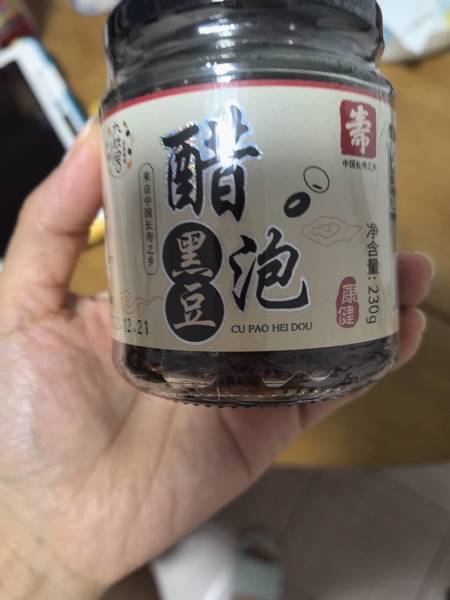 来自中国长寿之乡
醋
泡
黑豆
CU PAO HEI DOU
寿
中国长寿之乡
净含量: 230g
康健
12.21